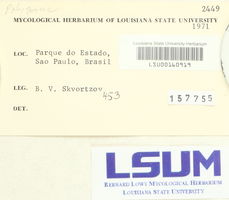 2449
MYCOLOGICAL HERBARIUM OF LOUISIANA STATE UNIVERSITY
1971
LOC. Parque do Estado,
Sao Paulo, Brasil
Louisiana State University Herbarium
LSU00160919
LEG. B. V. Skvortzov 453
157755
DET.
LSUM
BERNARD LOWY MYCOLOGICAL HERBARIUM
LOUISIANA STATE UNIVERSITY